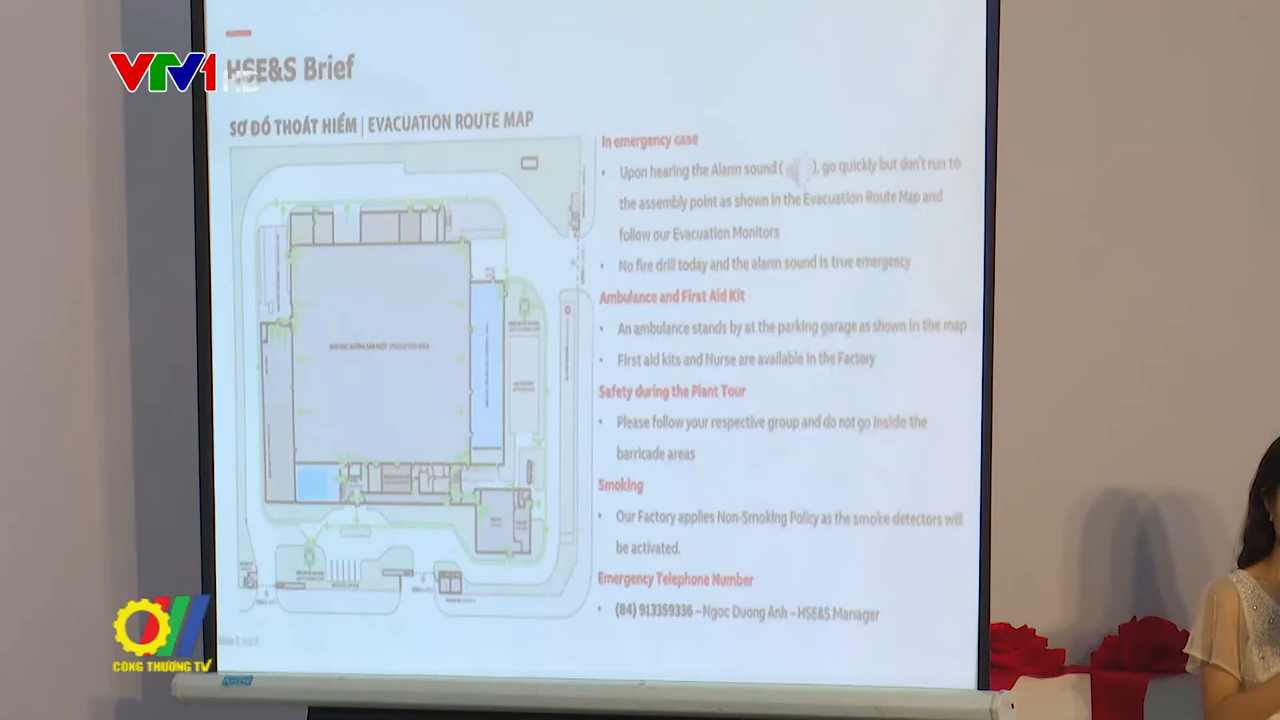 VTV1
HD
HSE&S Brief
SƠ ĐỒ THOÁT HIỂM | EVACUATION ROUTE MAP
In emergency case
• Upon hearing the Alarm sound ( ), go quickly but don't run to
the assembly point as shown in the Evacuation Route Map and
follow our Evacuation Monitors
• No fire drill today and the alarm sound is true emergency
Ambulance and First Aid Kit
• An ambulance stands by at the parking garage as shown in the map
• First aid kits and Nurse are available in the Factory
Safety during the Plant Tour
• Please follow your respective group and do not go inside the
barricade areas
Smoking
• Our Factory applies Non-Smoking Policy as the smoke detectors will
be activated.
Emergency Telephone Number
• (84) 913359336 – Ngoc Duong Anh – HSE&S Manager
CÔNG THƯƠNG TV